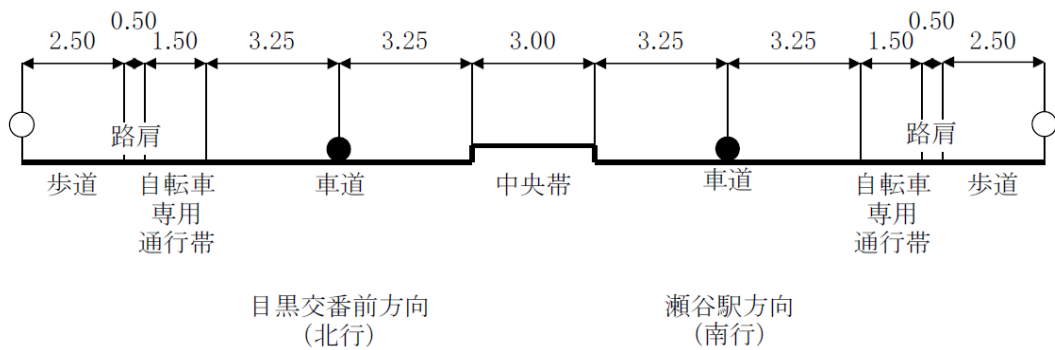 0.50
0.50
2.50
1.50
3.25
3.25
3.00
3.25
3.25
1.50
2.50
路肩
路肩
歩道
自転車
専用
通行帯
車道
中央帯
車道
自転車
専用
通行帯
歩道
目黒交番前方向
(北行)
瀬谷駅方向
(南行)